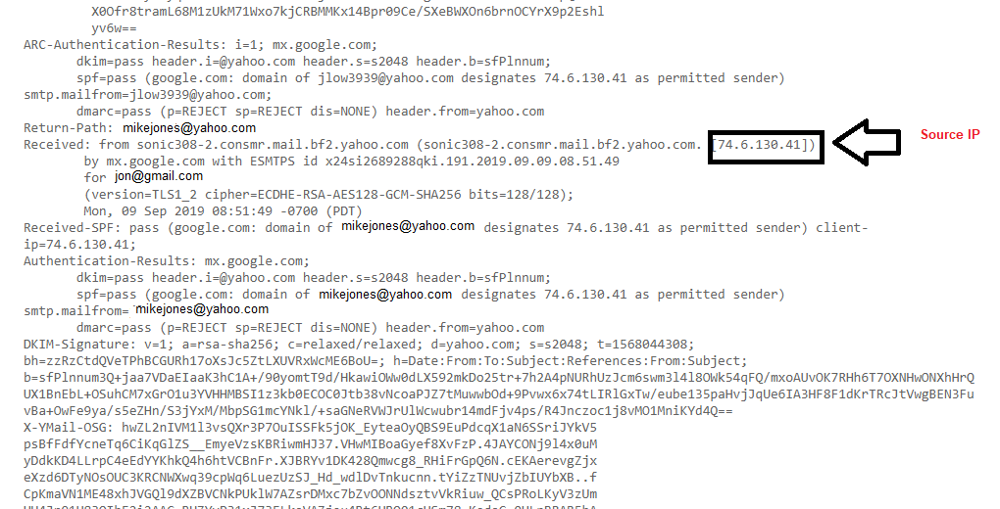 X0Ofr8tramL68M1zUkM71Wxo7kjCRBMMKx14Bpr09Ce/SXeBWXOn6brnOCYrX9p2Eshl
yv6w==
ARC-Authentication-Results: i=1; mx.google.com;
dkim=pass header.i=@yahoo.com header.s=s2048 header.b=sfPlnnum;
spf=pass (google.com: domain of jlow3939@yahoo.com designates 74.6.130.41 as permitted sender)
smtp.mailfrom=jlow3939@yahoo.com;
dmarc=pass (p=REJECT sp=REJECT dis=NONE) header.from=yahoo.com
Return-Path: mikejones@yahoo.com
Received: from sonic308-2.consmr.mail.bf2.yahoo.com (sonic308-2.consmr.mail.bf2.yahoo.com. [74.6.130.41])
Source IP
by mx.google.com with ESMTPS id x24si2689288qki.191.2019.09.09.08.51.49
for jon@gmail.com
(version=TLS1_2 cipher=ECDHE-RSA-AES128-GCM-SHA256 bits=128/128);
Mon, 09 Sep 2019 08:51:49 -0700 (PDT)
Received-SPF: pass (google.com: domain of mikejones@yahoo.com designates 74.6.130.41 as permitted sender) client-
ip=74.6.130.41;
Authentication-Results: mx.google.com;
dkim=pass header.i=@yahoo.com header.s=s2048 header.b=sfPlnnum;
spf=pass (google.com: domain of mikejones@yahoo.com designates 74.6.130.41 as permitted sender)
smtp.mailfrom= mikejones@yahoo.com
dmarc=pass (p=REJECT sp=REJECT dis=NONE) header.from=yahoo.com
DKIM-Signature: v=1; a=rsa-sha256; c=relaxed/relaxed; d=yahoo.com; s=s2048; t=1568044308;
bh=zzRzCtdQVeTPhBCGURh17oXsJc5ZtLXUVRxWcME6BoU=; h=Date:From:To:Subject:References:From:Subject;
b=sfPlnnum3Q+jaa7VDaEIaaK3hC1A+/90yomtT9d/HkawiOWw0dLX592mkDo25tr+7h2A4pNURhUzJcm6swm3l4l8OWk54qFQ/mxoAUvOK7RHh6T7OXNHwONXhHrQ
UX1BnEbL+OSuhCM7xGrO1u3YVHHMBSI1z3kb0ECOC0Jtb38vNcoaPJZ7tMuwwbOd+9Pvwx6x74tLIRlGxTw/eube135paHvjJqUe6IA3HF8F1dKrTRcJtVwgBEN3Fu
vBa+OwFe9ya/s5eZHn/S3jYxM/MbpSG1mcYNkl/+saGNeRVWJrUlWcwubr14mdFjv4ps/R4Jnczoc1j8vMO1MniKYd4Q==
X-YMail-OSG: hwZL2nIVM1l3vsQXr3P7OuISSFk5jOK_EyteaOyQBS9EuPdcqX1aN6SSriJYkV5
psBfFdfYcneTq6CiKqGlZS__EmyeVzsKBRiwmHJ37.VHwMIBoaGyef8XvFzP.4JAYCONj9l4x0uM
yDdkKD4LLrpC4eEdYYKhkQ4h6htVCBnFr.XJBRYv1DK428Qmwcg8_RHiFrGpQ6N.cEKAerevgZjx
eXzd6DTyNOsOUC3KRCNWXwq39cpWq6LuezUzSJ_Hd_wdlDvTnkucnn.tYiZzTNUvjZbIUYbXB..f
CpKmaVN1ME48xhJVGQl9dXZBVCNkPUklW7AZsrDMxc7bZvOONNdsztvVkRiuw_QCsPRoLKyV3zUm